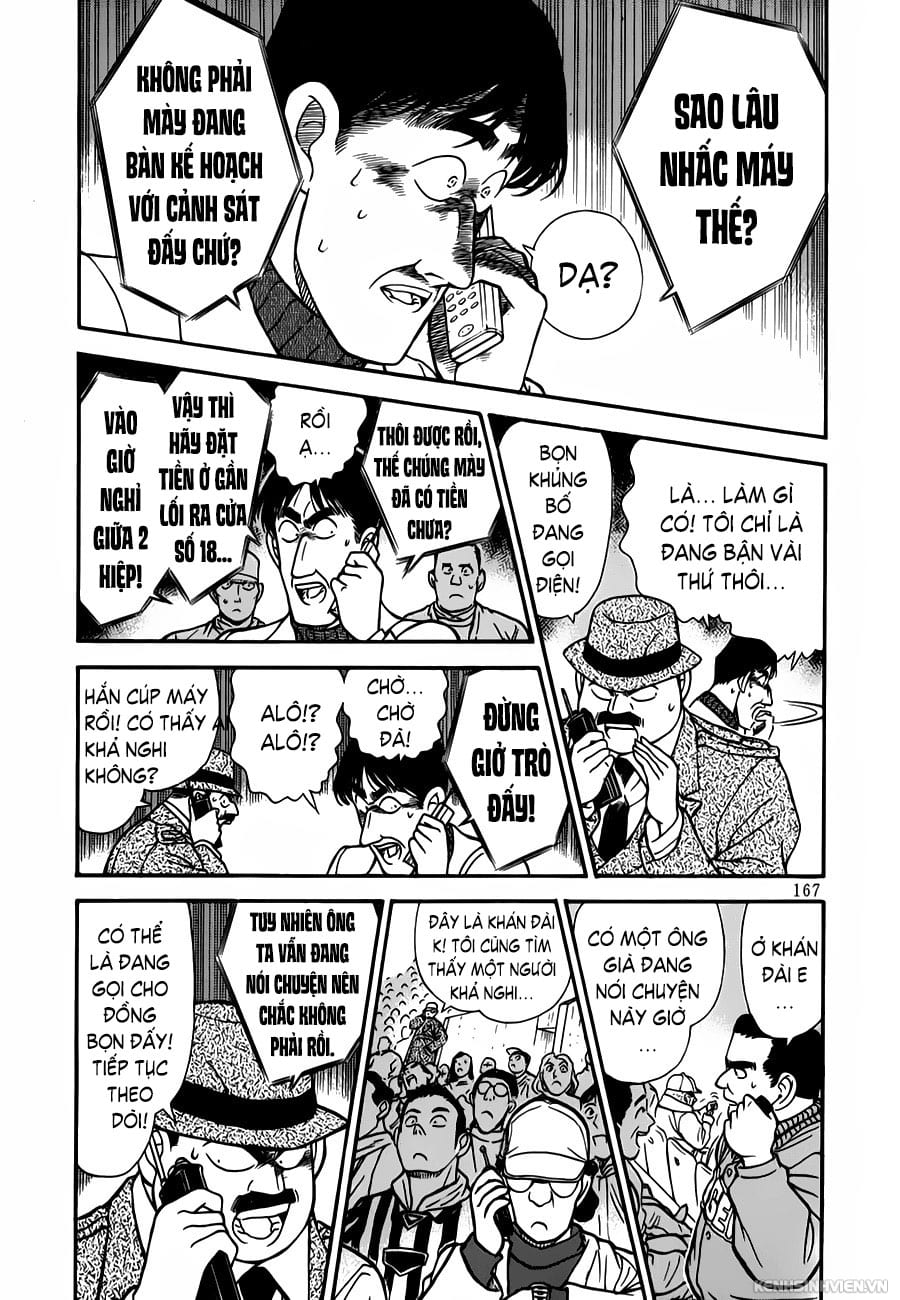 SAO LÂU
NHẤC MÁY
THẾ?
DẠ?
KHÔNG PHẢI
MÀY ĐANG
BÀN KẾ HOẠCH
VỚI CẢNH SÁT
ĐẤY CHỨ?
LÀ... LÀM GÌ
CÓ! TÔI CHỈ LÀ
ĐANG BẬN VÀI
THỨ THÔI...
BỌN
KHỦNG
BỐ
ĐANG
GỌI
ĐIỆN!
THÔI ĐƯỢC RỒI,
THẾ CHÚNG MÀY
ĐÃ CÓ TIỀN
CHƯA?
RỒI
Ạ...
VẬY THÌ
HÃY ĐẶT
TIỀN Ở GẦN
LỐI RA CỬA
SỐ 18...
VÀO
GIỜ
NGHỈ
GIỮA 2
HIỆP!
ĐỪNG
GIỞ TRÒ
ĐẤY!
CHỜ...
CHỜ
ĐÀ!
ALÔ!?
ALÔ!?
HẮN CÚP MÁY
RỒI! CÓ THẤY
KHẢ NGHI
KHÔNG?
167
Ở KHÁN
ĐÀI E
...
CÓ MỘT ÔNG
GIÀ ĐANG
NÓI CHUYỆN
NÀY GIỜ
...
ĐÂY LÀ KHÁN ĐÀI
K! TÔI CŨNG TÌM
THẤY MỘT NGƯỜI
KHẢ NGHI...
TUY NHIÊN ÔNG
TA VẪN ĐANG
NÓI CHUYỆN NÊN
CHẮC KHÔNG
PHẢI RỒI.
CÓ THỂ
LÀ ĐANG
GỌI CHO
ĐỒNG
BỌN ĐẤY!
TIẾP TỤC
THEO
DÕI!
KENHSINHVIEN.VN